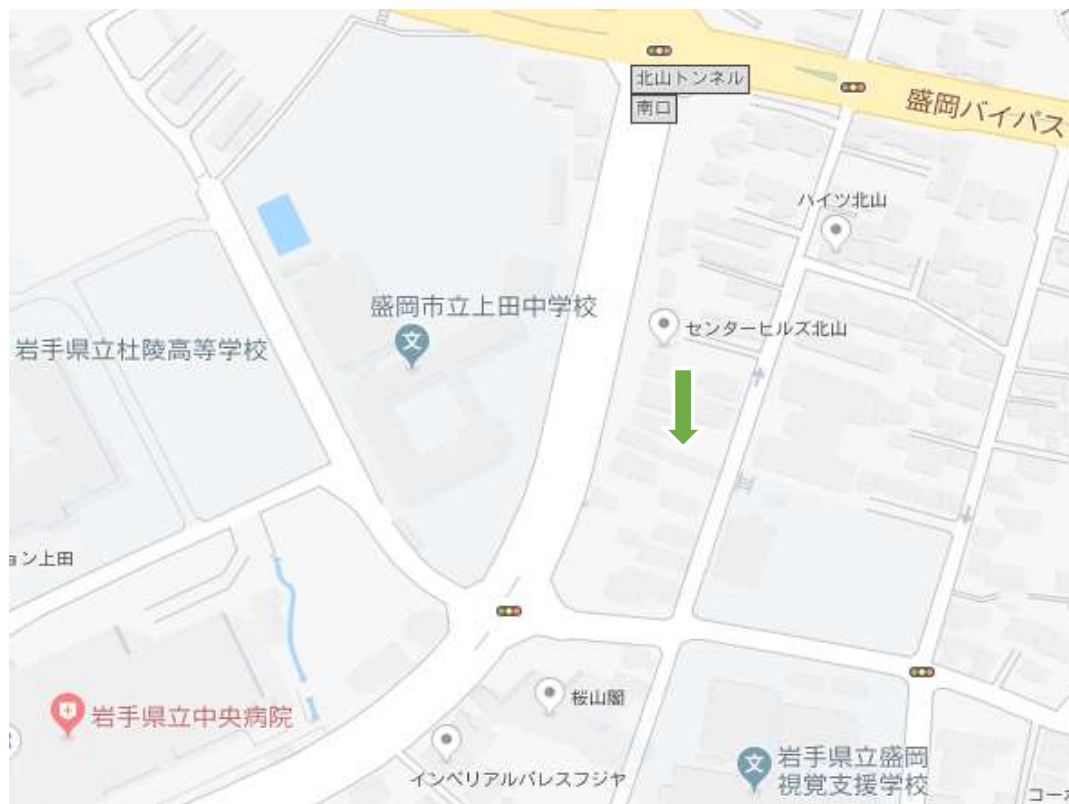 北山トンネル
南口
盛岡バイパス
ハイツ北山
盛岡市立上田中学校
文
センターヒルズ北山
岩手県立杜陵高等学校
ョン上田
桜山閣
岩手県立中央病院
インペリアルパレスフジヤ
文
岩手県立盛岡
視覚支援学校
コーポ